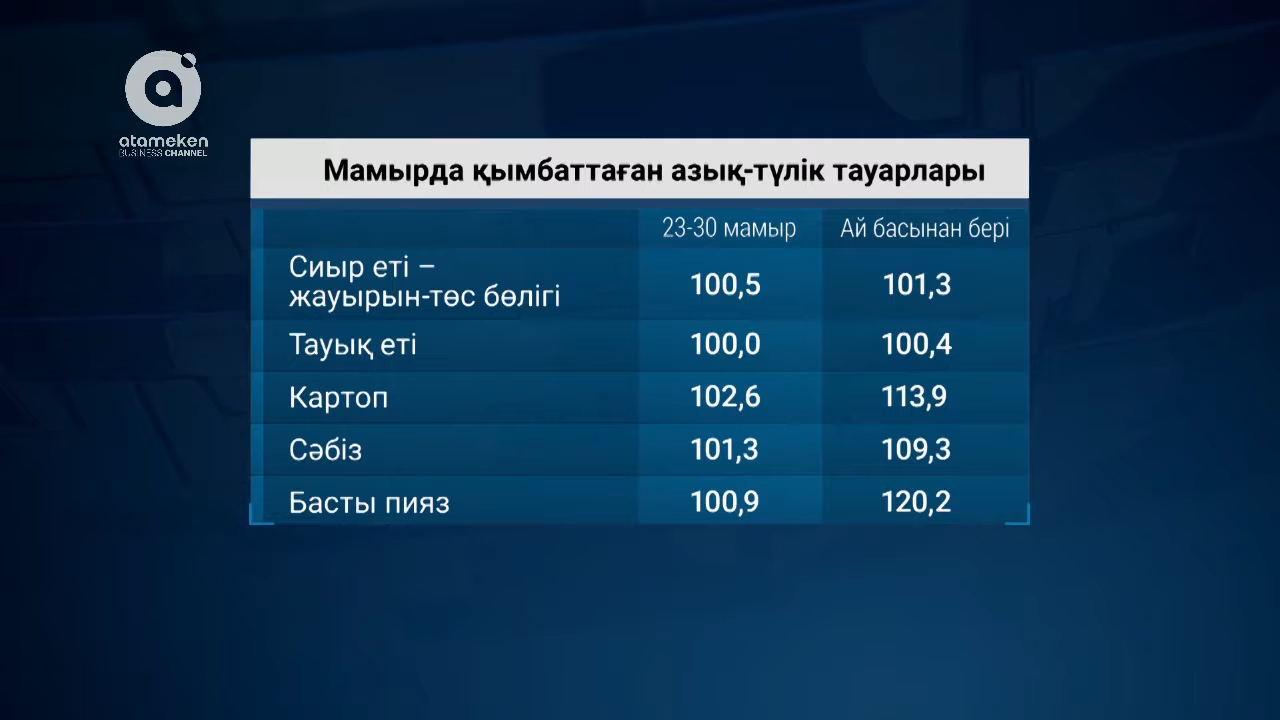 atameken
BUSINESS CHANNEL
Мамырда қымбаттаған азық-түлік тауарлары
23-30 мамыр Ай басынан бері
Сиыр еті –
жауырын-төс бөлігі 100,5 101,3
Тауық еті 100,0 100,4
Картоп 102,6 113,9
Сәбіз 101,3 109,3
Басты пияз 100,9 120,2